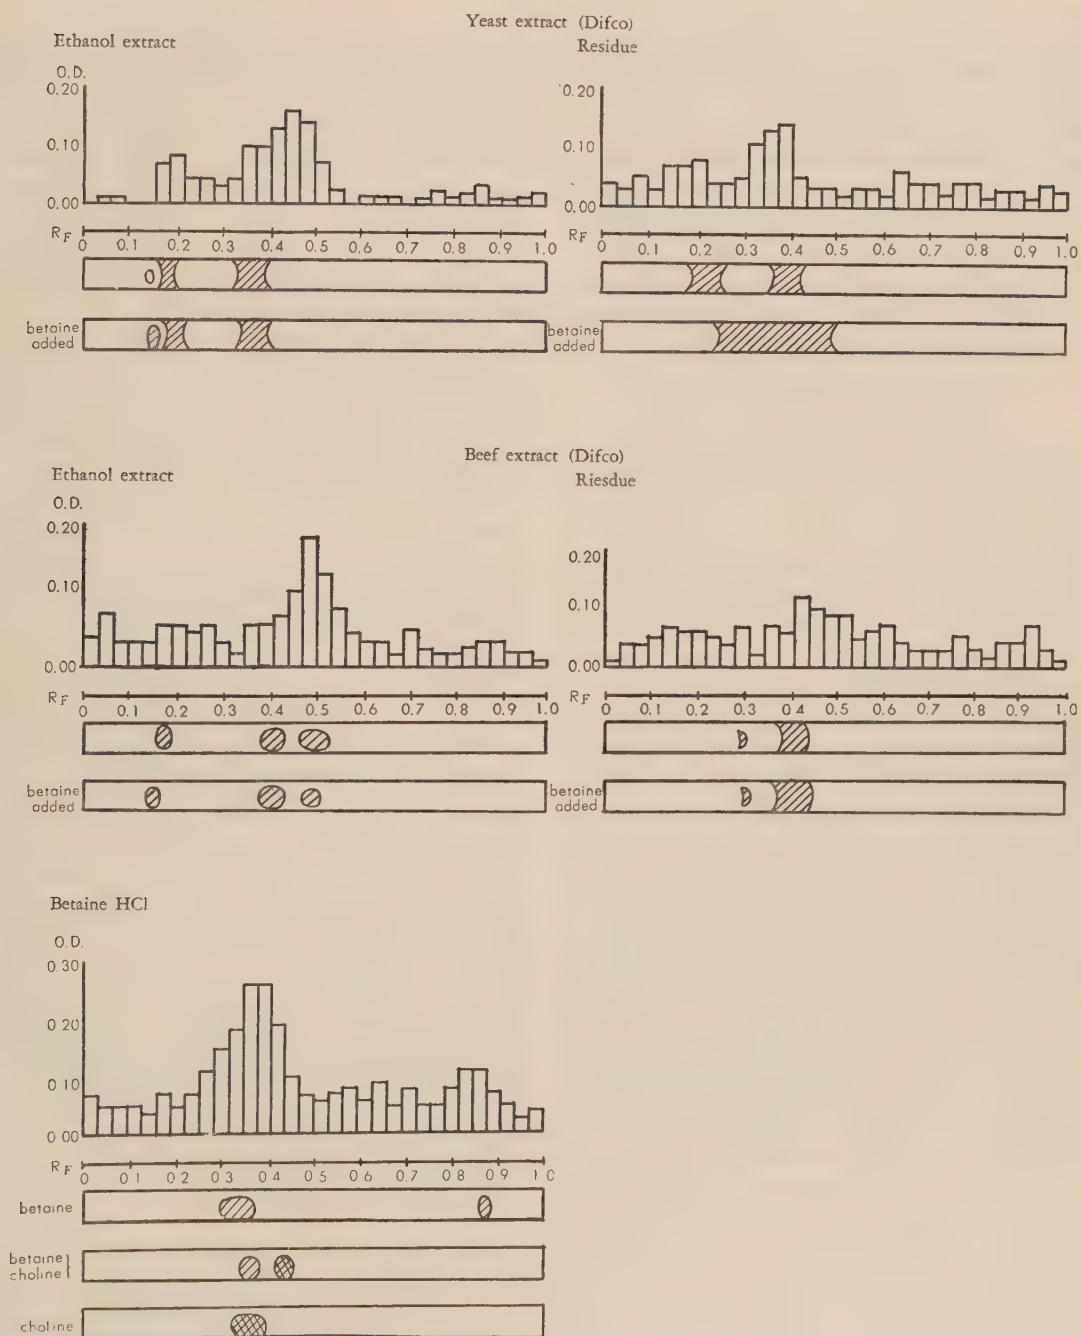 Yeast extract (Difco)
Ethanol extract
Residue
O.D.
0.20
0.10
0.00
R_F
0 0.1 0.2 0.3 0.4 0.5 0.6 0.7 0.8 0.9 1.0
betaine
added
0.20
0.10
0.00
R_F
0 0.1 0.2 0.3 0.4 0.5 0.6 0.7 0.8 0.9 1.0
betaine
added
Beef extract (Difco)
Ethanol extract
Riesdue
O.D.
0.20
0.10
0.00
R_F
0 0.1 0.2 0.3 0.4 0.5 0.6 0.7 0.8 0.9 1.0
betaine
added
0.20
0.10
0.00
R_F
0 0.1 0.2 0.3 0.4 0.5 0.6 0.7 0.8 0.9 1.0
betaine
added
Betaine HCl
O.D.
0.30
0 20
0 10
0 00
R_F
0 0 1 0 2 0 3 0 4 0.5 0.6 0.7 0 8 0 9 1 0
betaine
betaine }
choline }
choline